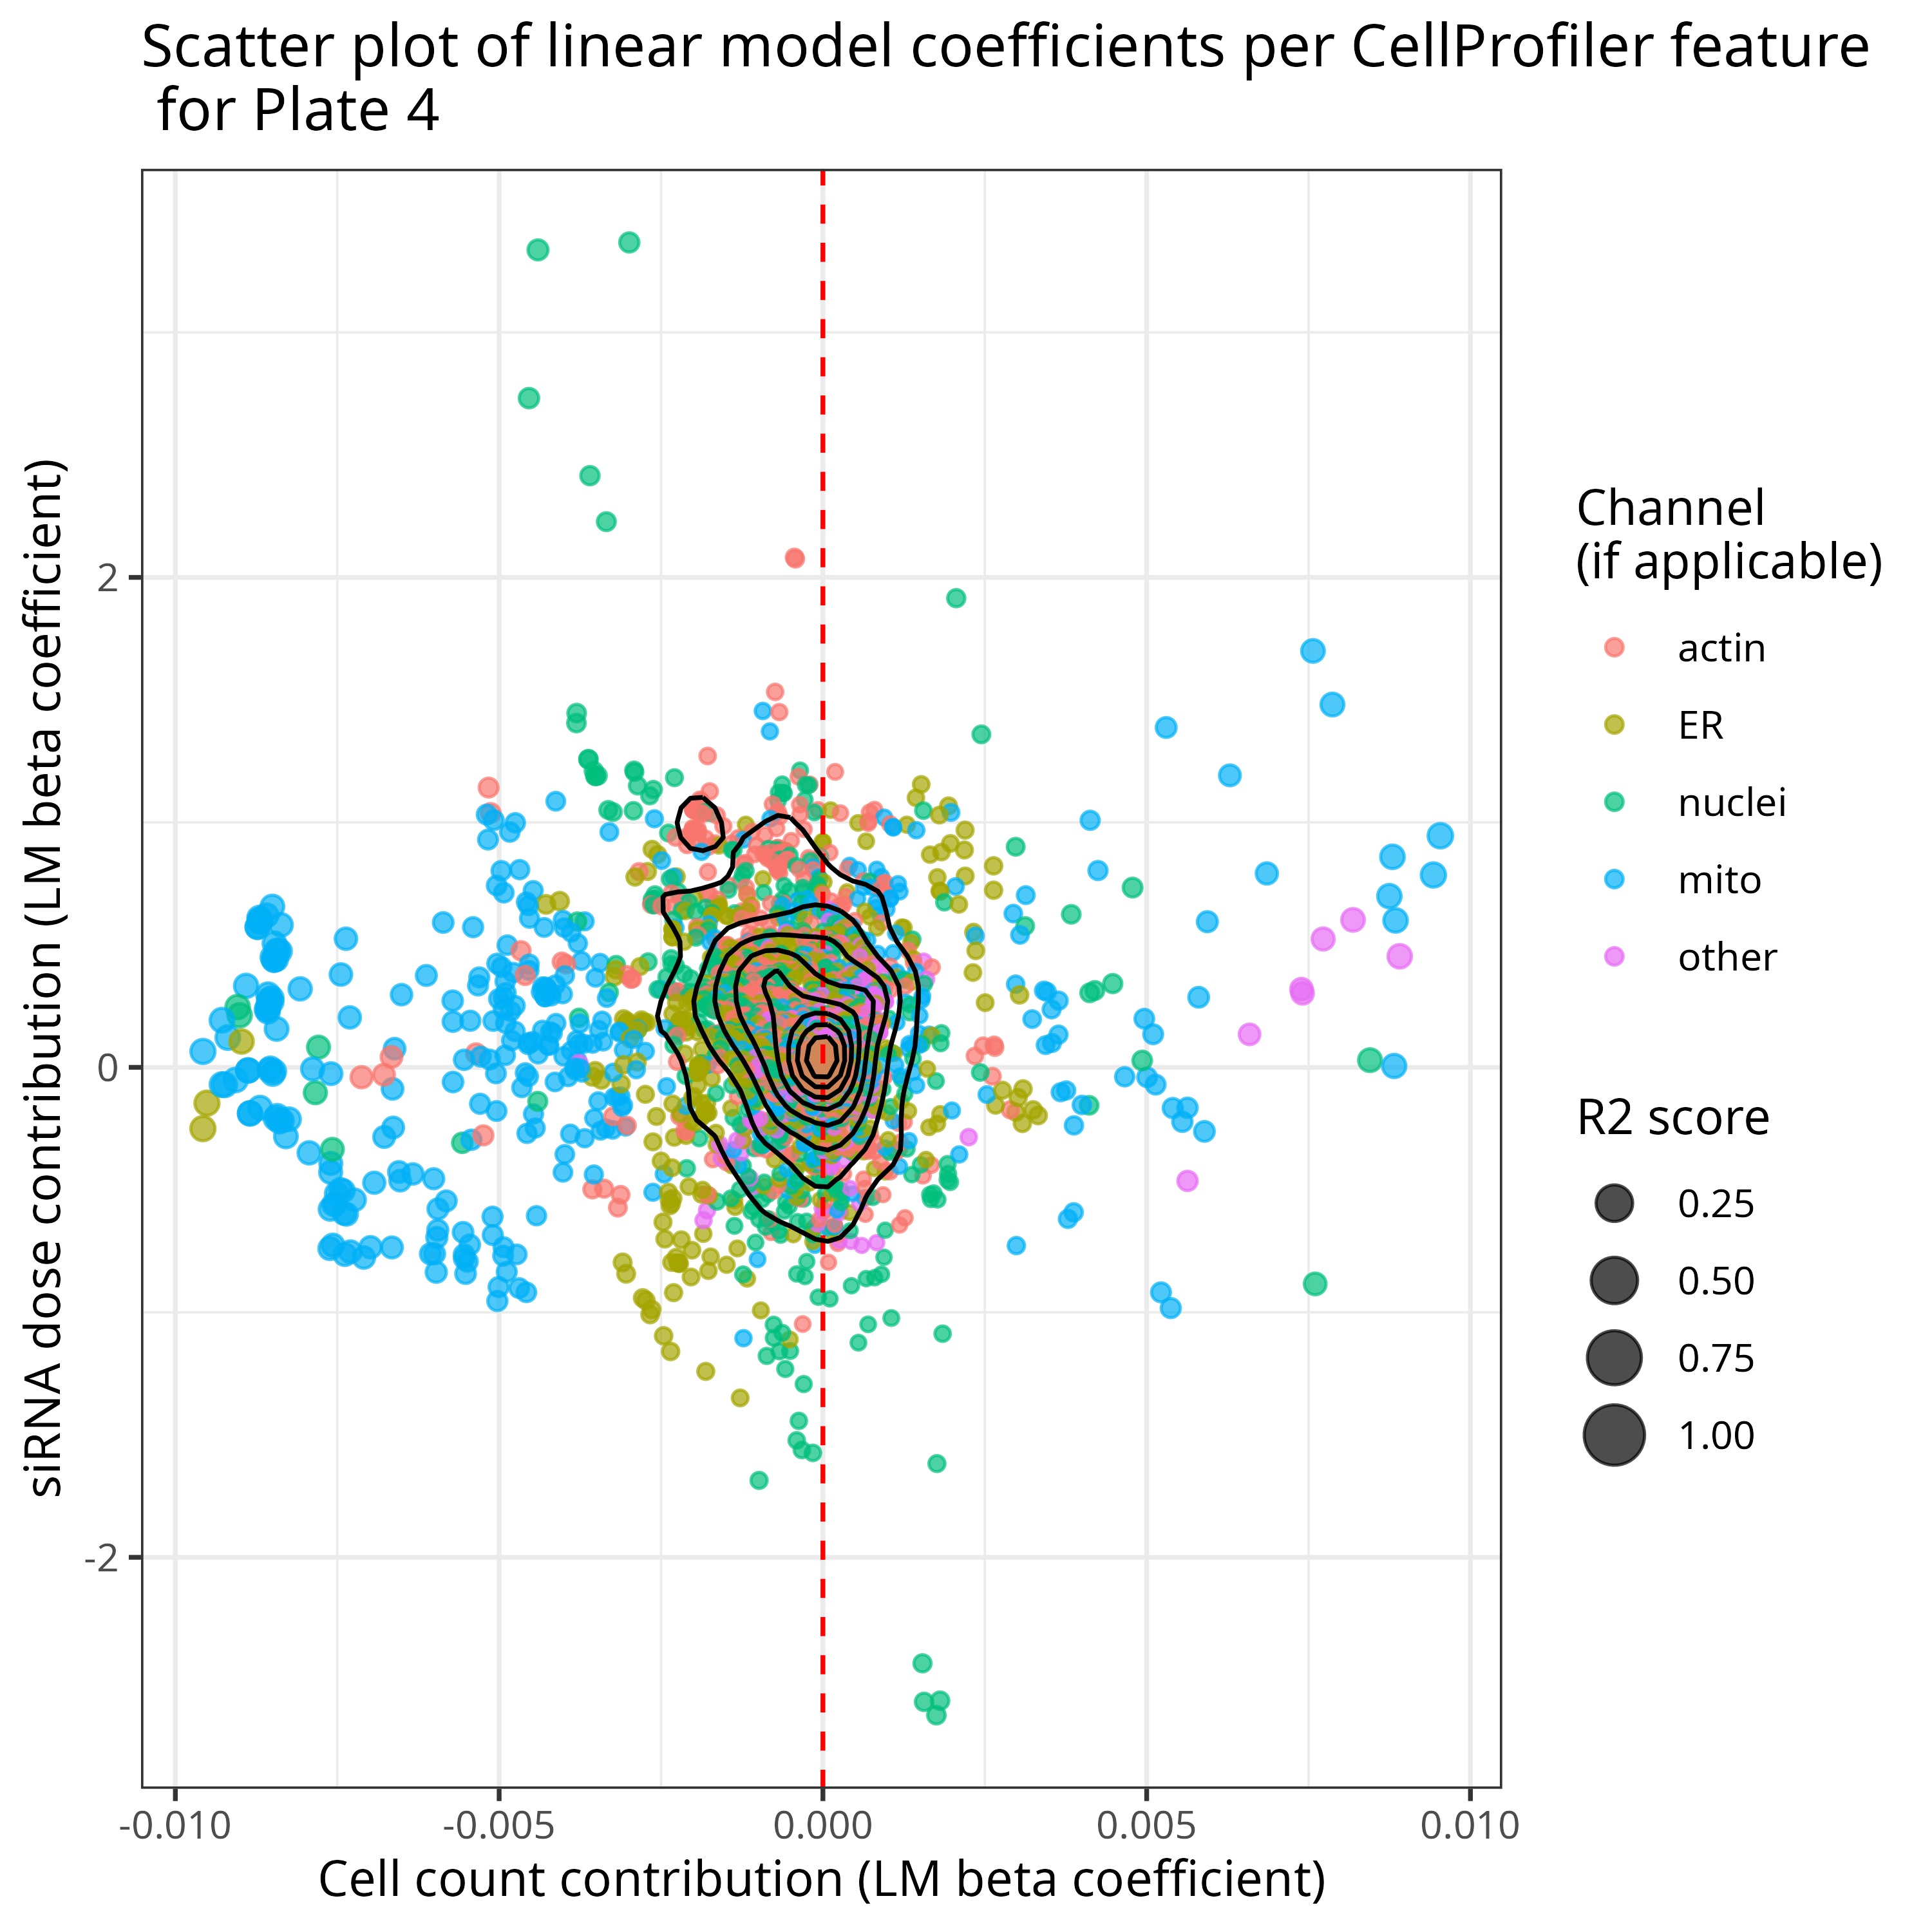 Scatter plot of linear model coefficients per CellProfiler feature
for Plate 4
siRNA dose contribution (LM beta coefficient)
2
0
-2
-0.010
-0.005
0.000
0.005
0.010
Cell count contribution (LM beta coefficient)
Channel
(if applicable)
actin
ER
nuclei
mito
other
R2 score
0.25
0.50
0.75
1.00